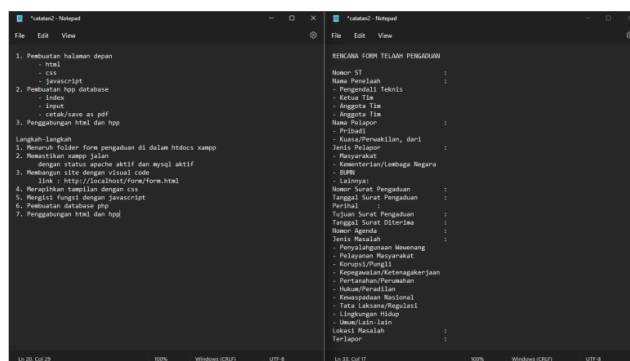 *catatan2 - Notepad
File Edit View
1. Pembuatan halaman depan
- html
- css
- javascript
2. Pembuatan hpp database
- index
- input
- cetak/save as pdf
3. Penggabungan html dan hpp
Langkah-langkah
1. Menaruh folder form pengaduan di dalam htdocs xampp
2. Memastikan xampp jalan
dengan status apache aktif dan mysql aktif
3. Membangun site dengan visual code
link : http://localhost/form/form.html
4. Merapihkan tampilan dengan css
5. Mengisi fungsi dengan javascript
6. Pembuatan database php
7. Penggabungan html dan hpp
Ln 20, Col 29 100% Windows (CRLF) UTF-8
*catatan2 - Notepad
File Edit View
RENCANA FORM TELAAH PENGADUAN
Nomor ST :
Nama Penelaah :
- Pengendali Teknis
- Ketua Tim
- Anggota Tim
- Anggota Tim
Nama Pelapor :
- Pribadi
- Kuasa/Perwakilan, dari
Jenis Pelapor :
- Masyarakat
- Kementerian/Lembaga Negara
- BUMN
- Lainnya:
Nomor Surat Pengaduan :
Tanggal Surat Pengaduan :
Perihal :
Tujuan Surat Pengaduan :
Tanggal Surat Diterima :
Nomor Agenda :
Jenis Masalah :
- Penyalahgunaan Wewenang
- Pelayanan Masyarakat
- Korupsi/Pungli
- Kepegawaian/Ketenagakerjaan
- Pertanahan/Perumahan
- Hukum/Peradilan
- Kewaspadaan Nasional
- Tata Laksana/Regulasi
- Lingkungan Hidup
- Umum/Lain-lain
Lokasi Masalah :
Terlapor :
Ln 33, Col 17 100% Windows (CRLF) UTF-8